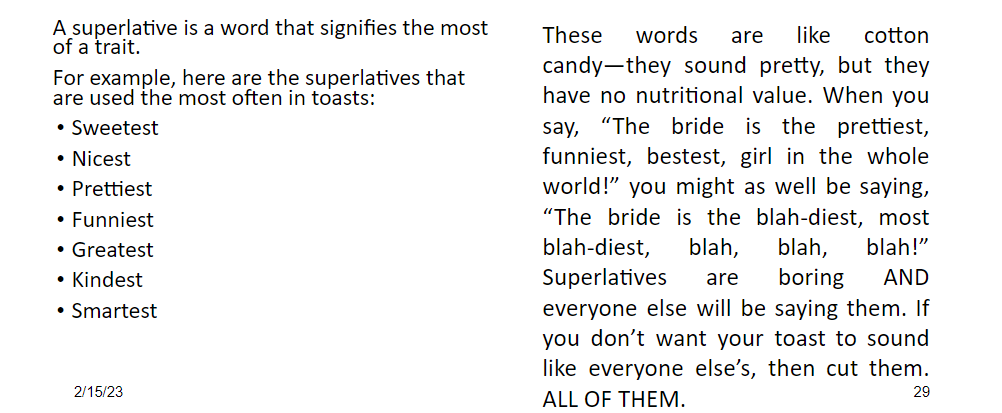 A superlative is a word that signifies the most
of a trait.
For example, here are the superlatives that
are used the most often in toasts:
• Sweetest
• Nicest
• Prettiest
• Funniest
• Greatest
• Kindest
• Smartest
2/15/23
These words are like cotton
candy—they sound pretty, but they
have no nutritional value. When you
say, “The bride is the prettiest,
funniest, bestest, girl in the whole
world!” you might as well be saying,
“The bride is the blah-diest, most
blah-diest, blah, blah, blah!”
Superlatives are boring AND
everyone else will be saying them. If
you don’t want your toast to sound
like everyone else’s, then cut them.
ALL OF THEM.
29